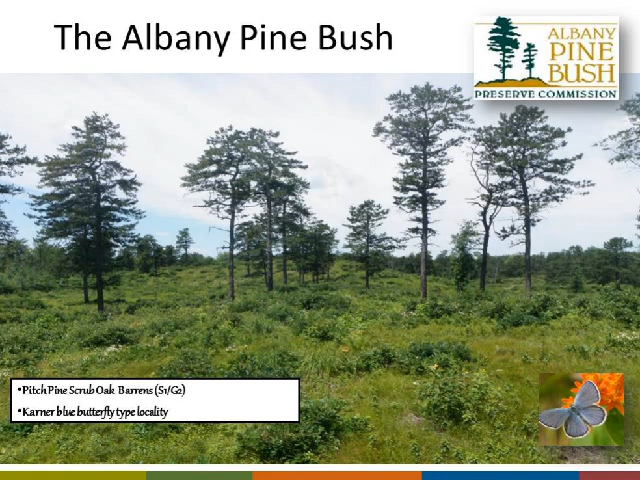 The Albany Pine Bush
ALBANY
PINE
BUSH
PRESERVE COMMISSION
•Pitch Pine Scrub Oak Barrens (S1/G2)
•Karner blue butterfly type locality